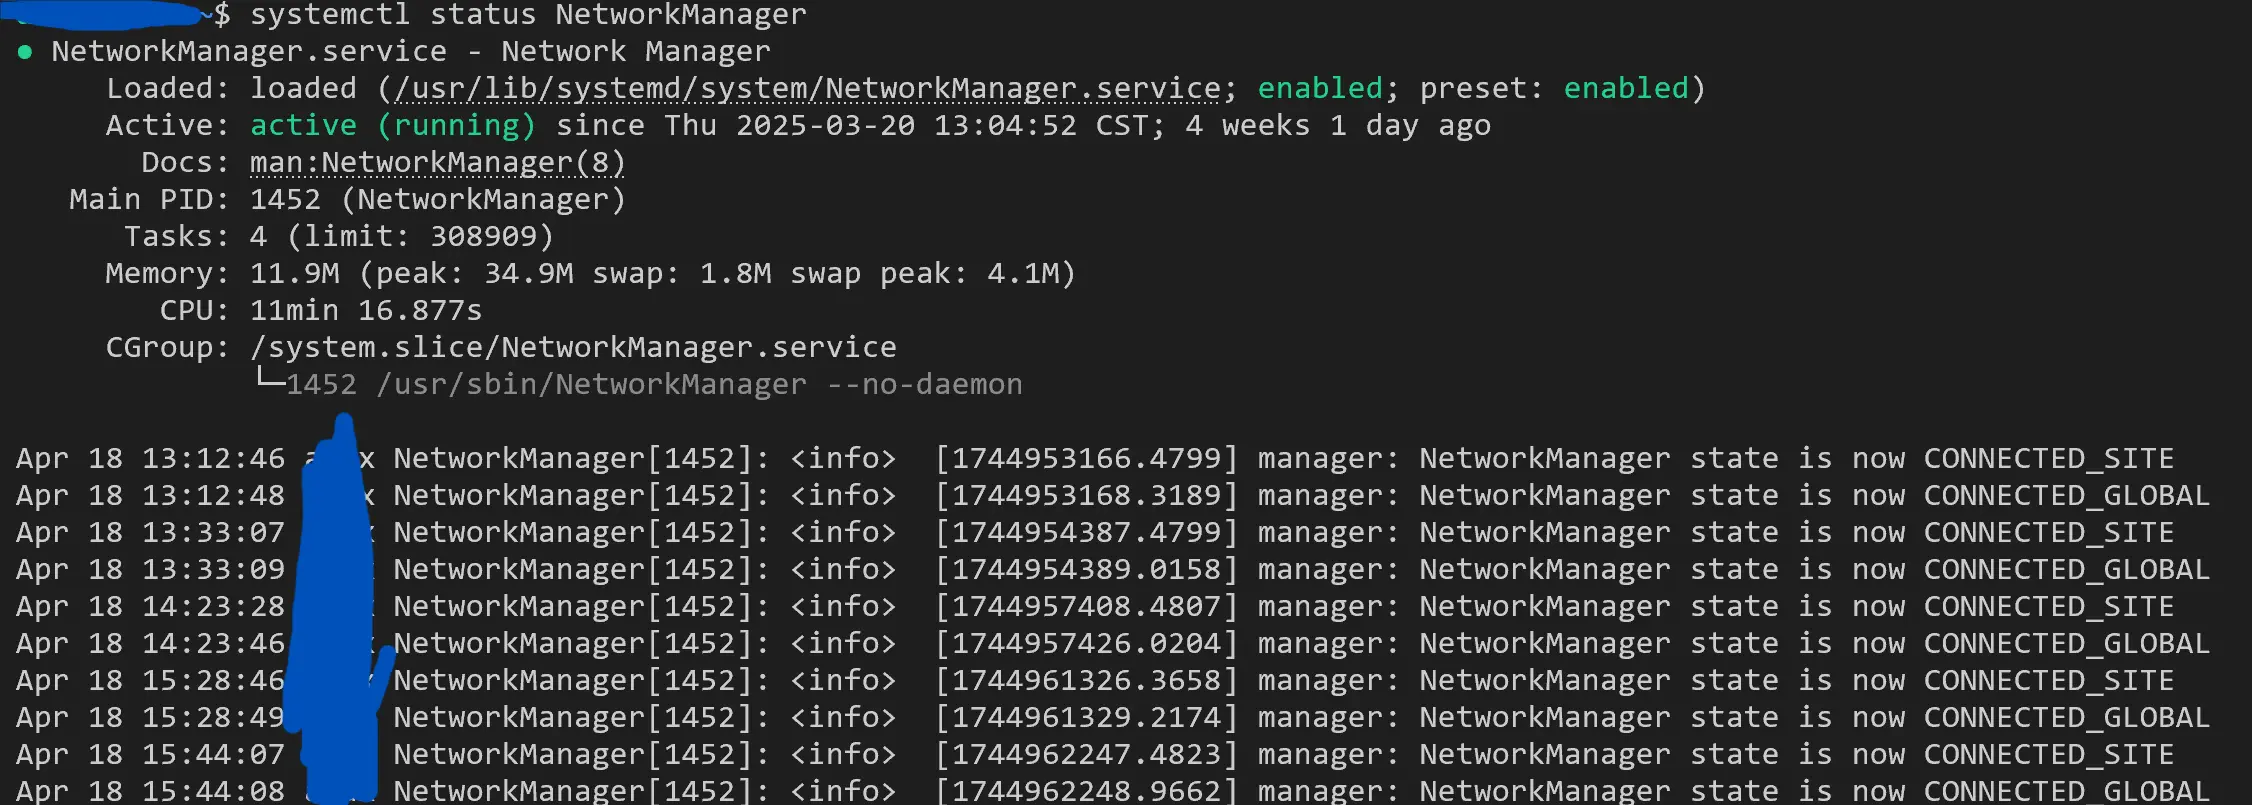 ~$ systemctl status NetworkManager
● NetworkManager.service - Network Manager
Loaded: loaded (/usr/lib/systemd/system/NetworkManager.service; enabled; preset: enabled)
Active: active (running) since Thu 2025-03-20 13:04:52 CST; 4 weeks 1 day ago
Docs: man:NetworkManager(8)
Main PID: 1452 (NetworkManager)
Tasks: 4 (limit: 308909)
Memory: 11.9M (peak: 34.9M swap: 1.8M swap peak: 4.1M)
CPU: 11min 16.877s
CGroup: /system.slice/NetworkManager.service
└─1452 /usr/sbin/NetworkManager --no-daemon
Apr 18 13:12:46 NetworkManager[1452]: <info> [1744953166.4799] manager: NetworkManager state is now CONNECTED_SITE
Apr 18 13:12:48 NetworkManager[1452]: <info> [1744953168.3189] manager: NetworkManager state is now CONNECTED_GLOBAL
Apr 18 13:33:07 NetworkManager[1452]: <info> [1744954387.4799] manager: NetworkManager state is now CONNECTED_SITE
Apr 18 13:33:09 NetworkManager[1452]: <info> [1744954389.0158] manager: NetworkManager state is now CONNECTED_GLOBAL
Apr 18 14:23:28 NetworkManager[1452]: <info> [1744957408.4807] manager: NetworkManager state is now CONNECTED_SITE
Apr 18 14:23:46 NetworkManager[1452]: <info> [1744957426.0204] manager: NetworkManager state is now CONNECTED_GLOBAL
Apr 18 15:28:46 NetworkManager[1452]: <info> [1744961326.3658] manager: NetworkManager state is now CONNECTED_SITE
Apr 18 15:28:49 NetworkManager[1452]: <info> [1744961329.2174] manager: NetworkManager state is now CONNECTED_GLOBAL
Apr 18 15:44:07 NetworkManager[1452]: <info> [1744962247.4823] manager: NetworkManager state is now CONNECTED_SITE
Apr 18 15:44:08 NetworkManager[1452]: <info> [1744962248.9662] manager: NetworkManager state is now CONNECTED_GLOBAL